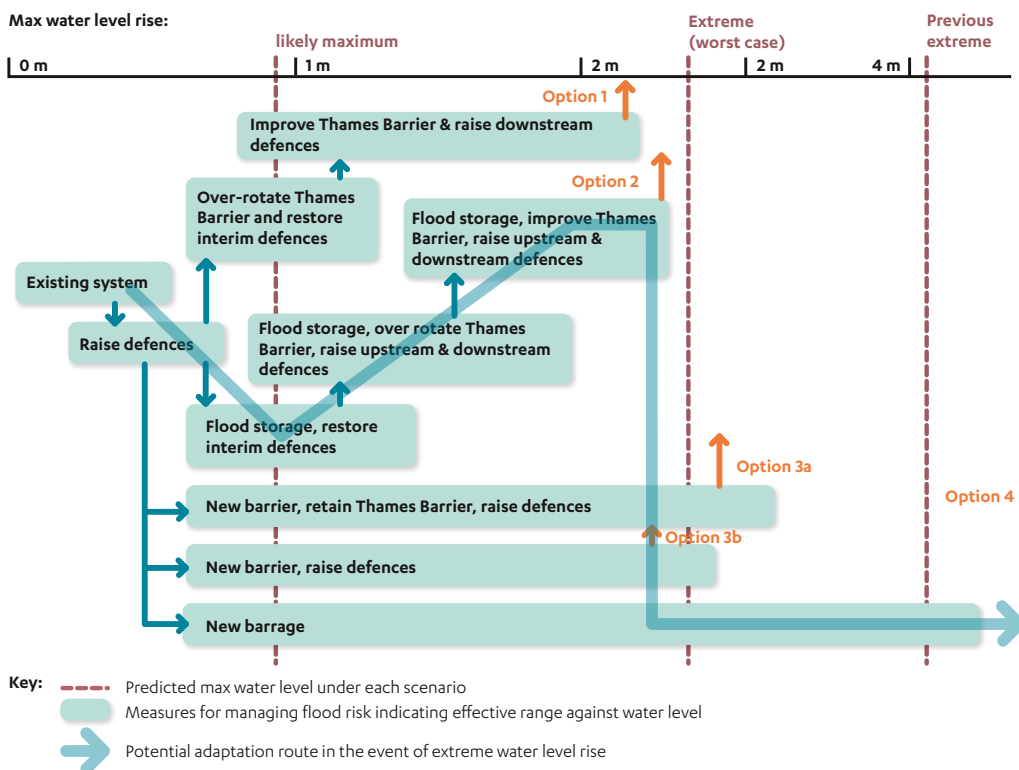 Max water level rise:
likely maximum
Extreme
(worst case)
Previous
extreme
0 m
1 m
2 m
2 m
4 m
Option 1
Improve Thames Barrier & raise downstream
defences
Option 2
Over-rotate Thames
Barrier and restore
interim defences
Flood storage, improve Thames
Barrier, raise upstream &
downstream defences
Existing system
Raise defences
Flood storage, over rotate Thames
Barrier, raise upstream & downstream
defences
Flood storage, restore
interim defences
Option 3a
New barrier, retain Thames Barrier, raise defences
Option 4
Option 3b
New barrier, raise defences
New barrage
Key:
Predicted max water level under each scenario
Measures for managing flood risk indicating effective range against water level
Potential adaptation route in the event of extreme water level rise